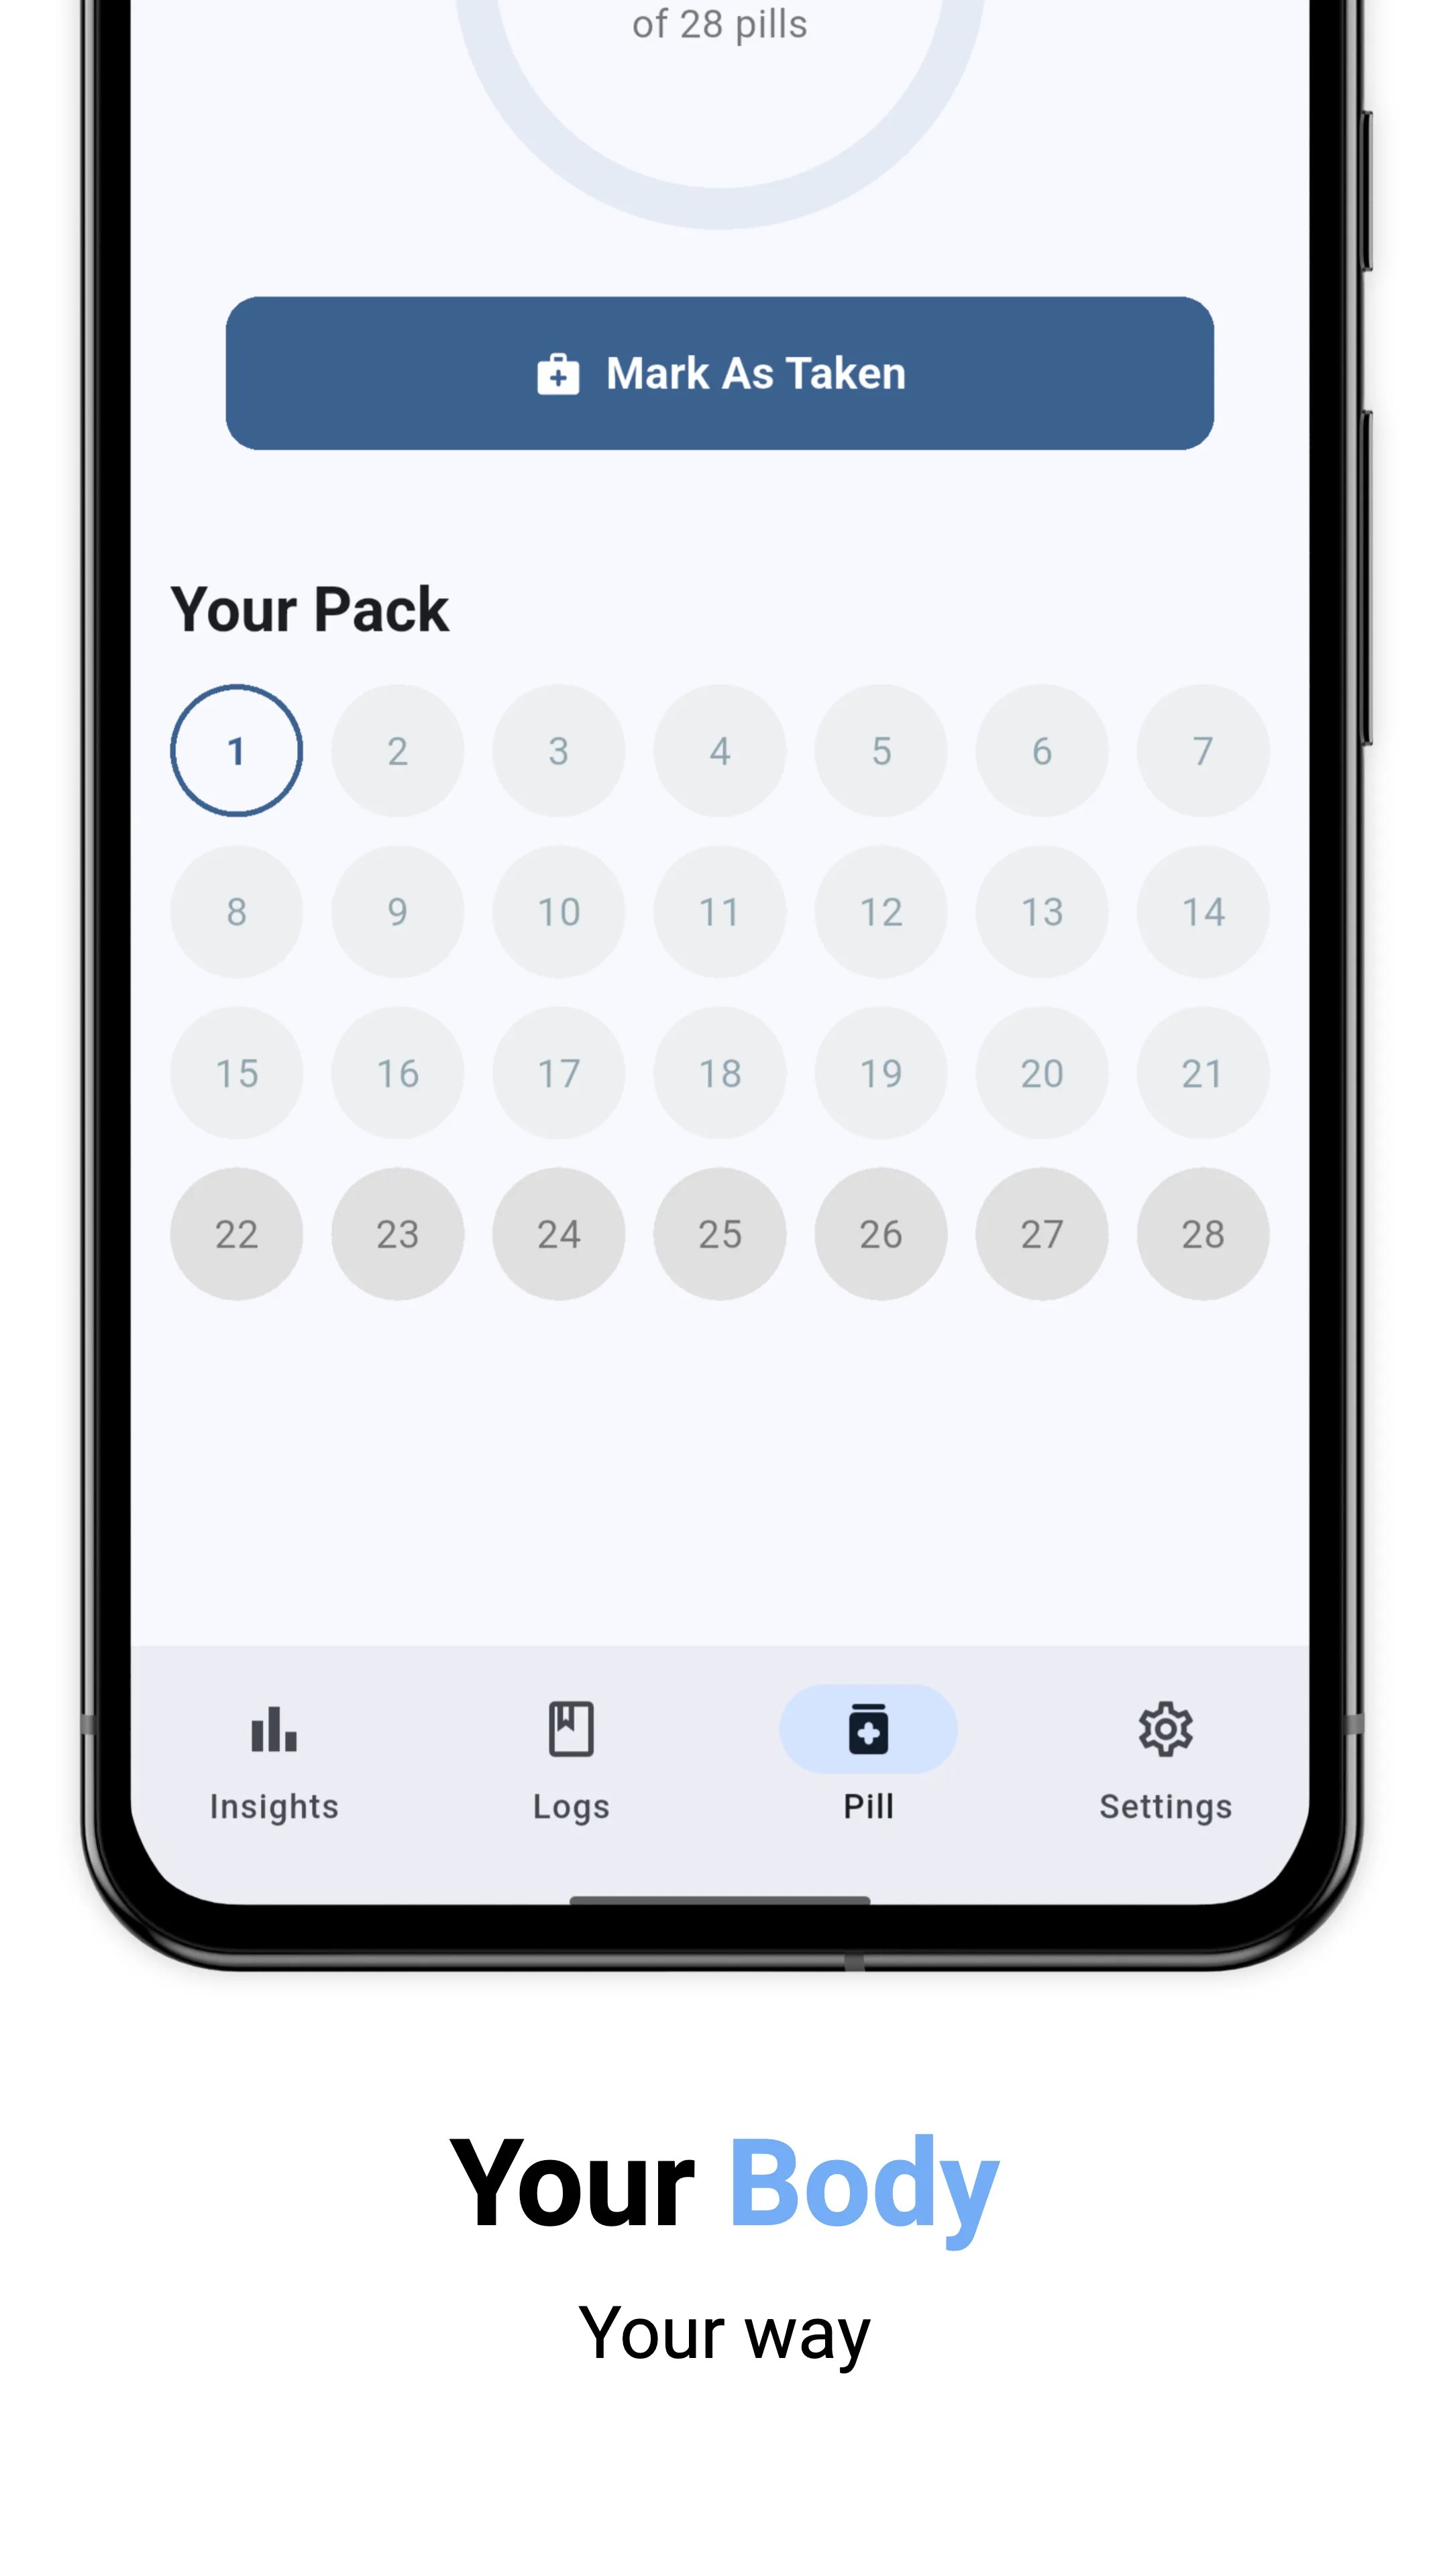 of 28 pills
Mark As Taken
Your Pack
1 2 3 4 5 6 7
8 9 10 11 12 13 14
15 16 17 18 19 20 21
22 23 24 25 26 27 28
Insights Logs Pill Settings
Your Body
Your way